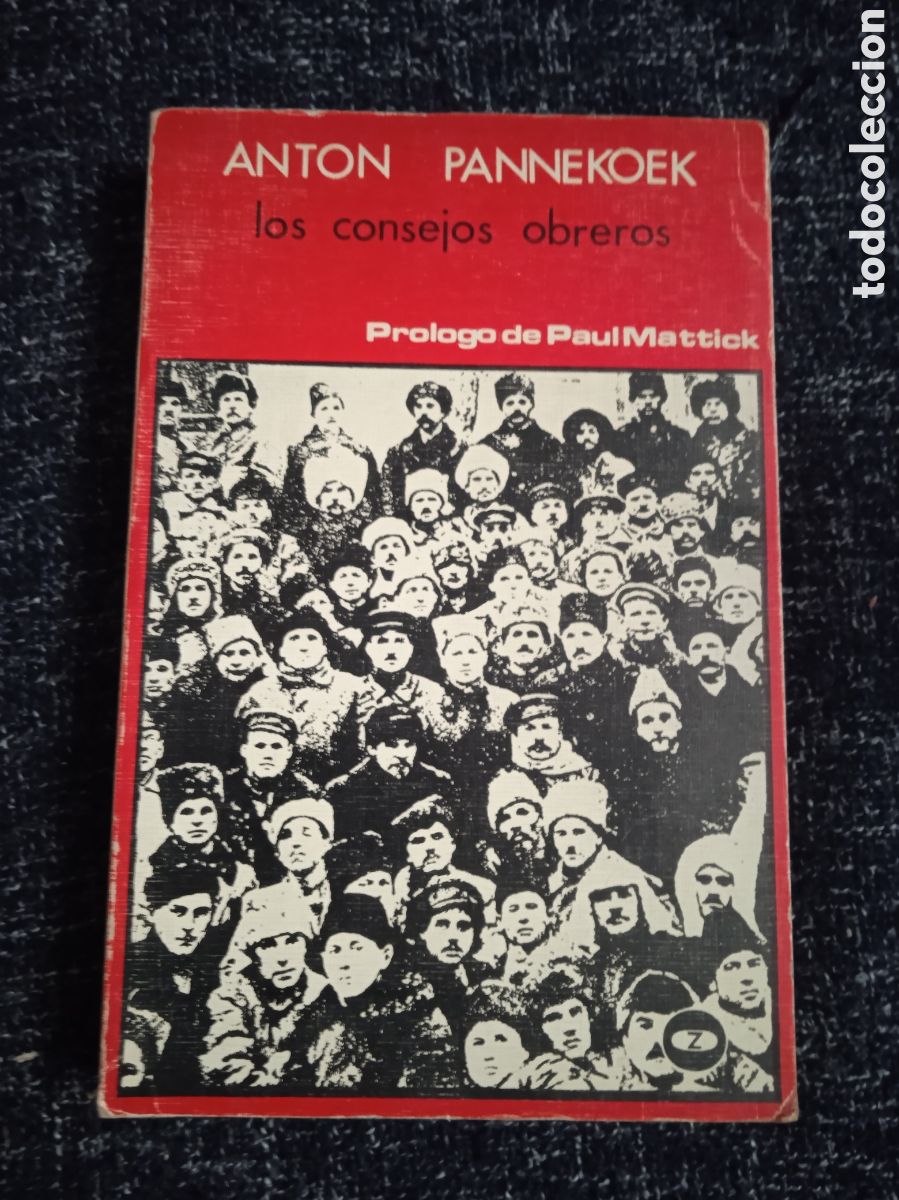 ANTON PANNEKOEK
los consejos obreros
Prologo de Paul Mattick
Z
todocoleccion